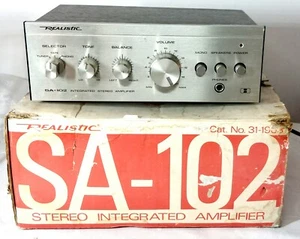 REALISTIC
SELECTOR TONE BALANCE VOLUME
PHONES
SA-102 INTEGRATED STEREO AMPLIFIER
REALISTIC Cat. No. 31-195
SA-102
STEREO INTEGRATED AMPLIFIER